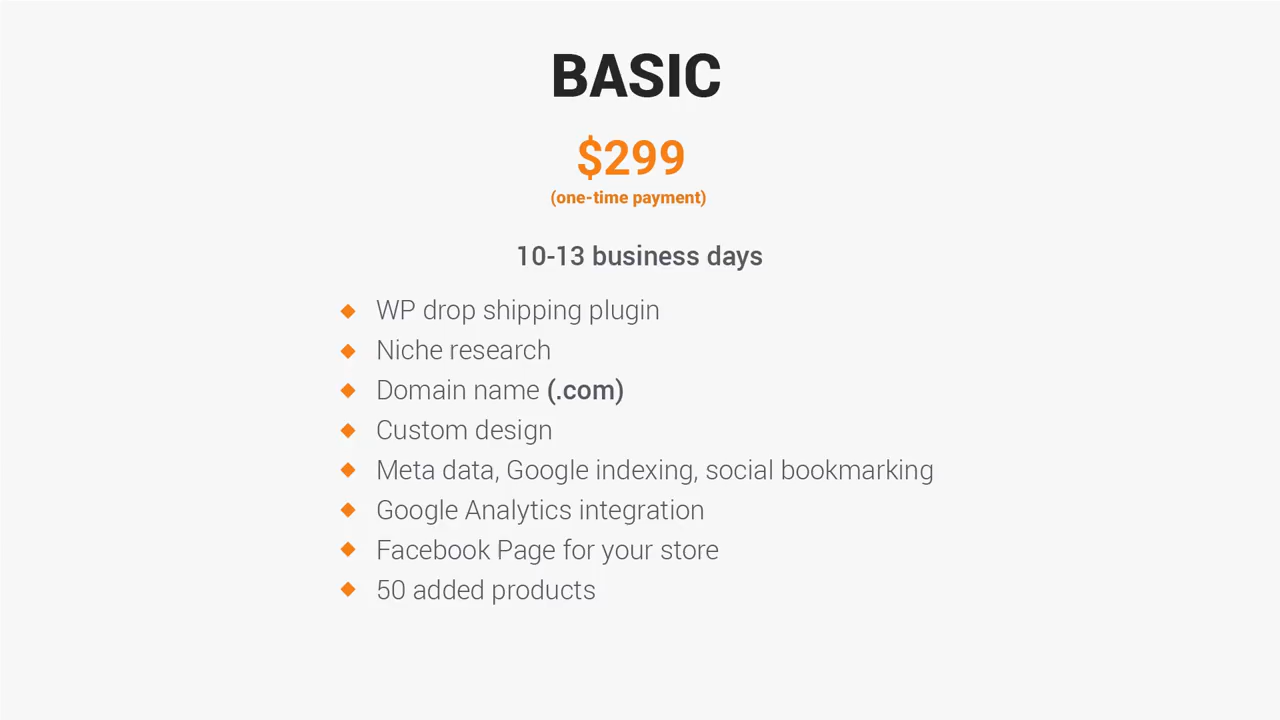 BASIC
$299
(one-time payment)
10-13 business days
WP drop shipping plugin
Niche research
Domain name (.com)
Custom design
Meta data, Google indexing, social bookmarking
Google Analytics integration
Facebook Page for your store
50 added products